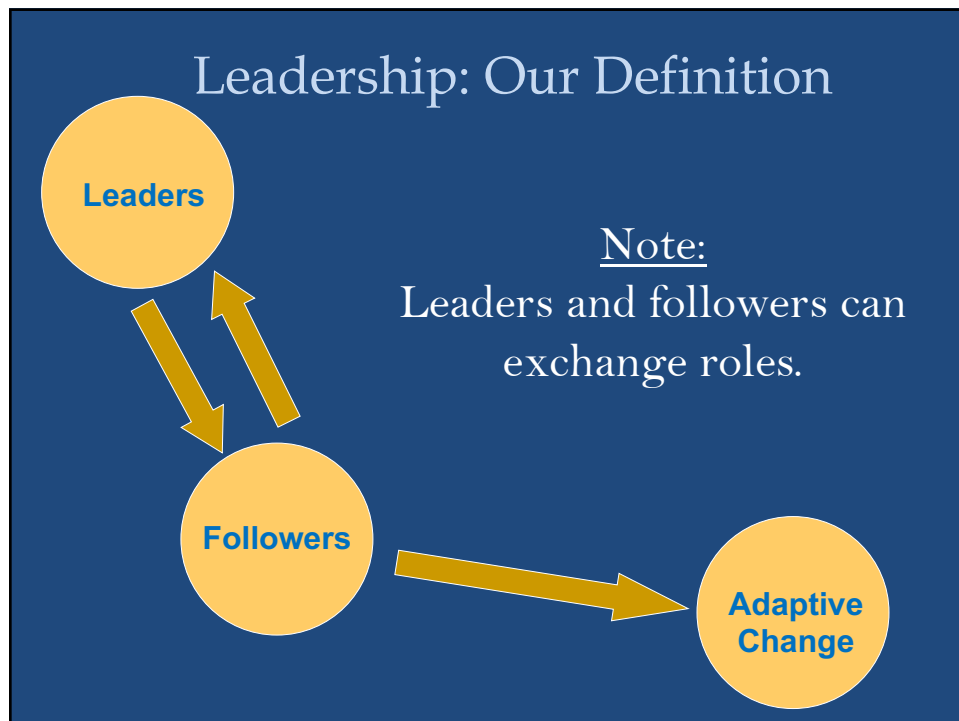 Leadership: Our Definition
Leaders
Note:
Leaders and followers can
exchange roles.
Followers
Adaptive
Change